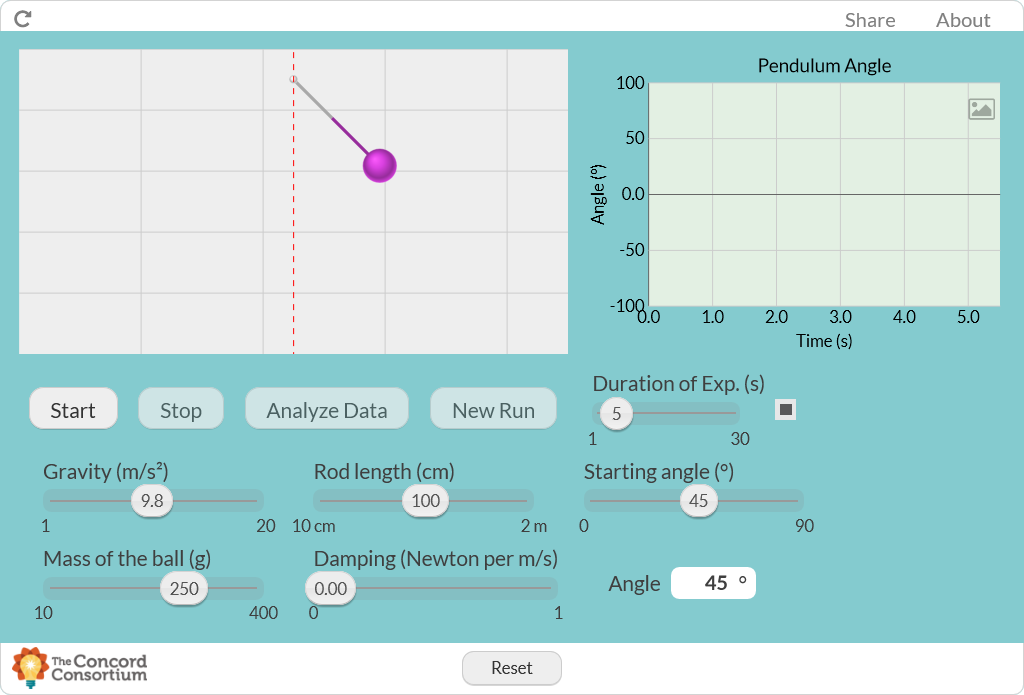 Share About
Pendulum Angle
100
50
0.0
-50
-100
Angle (º)
0.0 1.0 2.0 3.0 4.0 5.0
Time (s)
Start Stop Analyze Data New Run
Duration of Exp. (s)
5
1 30
Gravity (m/s²) Rod length (cm) Starting angle (º)
9.8 100 45
1 20 10 cm 2 m 0 90
Mass of the ball (g) Damping (Newton per m/s)
250 0.00
10 400 0 1
Angle 45 º
The Concord
Consortium
Reset